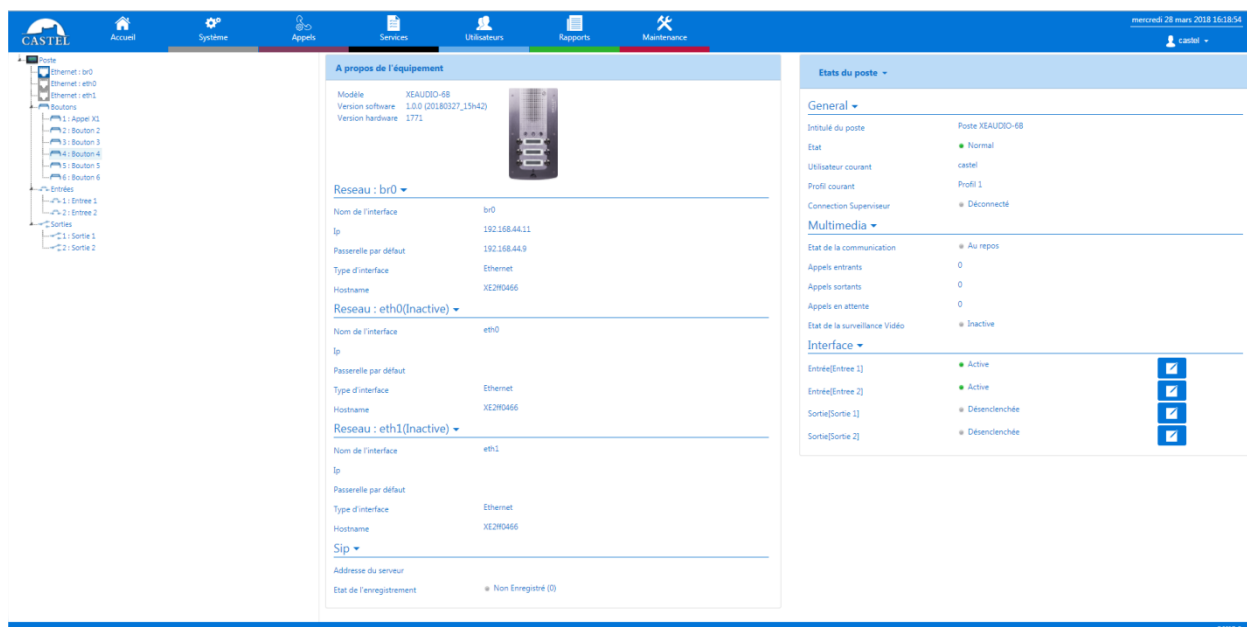 CASTEL
Accueil
Système
Appels
Services
Utilisateurs
Rapports
Maintenance
mercredi 28 mars 2018 16:18:54
castel
Poste
Ethernet : br0
Ethernet : eth0
Ethernet : eth1
Boutons
1 : Appel X1
2 : Bouton 2
3 : Bouton 3
4 : Bouton 4
5 : Bouton 5
6 : Bouton 6
Entrées
1 : Entree 1
2 : Entree 2
Sorties
1 : Sortie 1
2 : Sortie 2
A propos de l'équipement
Modèle XEAUDIO-6B
Version software 1.0.0 (20180327_15h42)
Version hardware 1771
Reseau : br0
Nom de l'interface br0
Ip 192.168.44.11
Passerelle par défaut 192.168.44.9
Type d'interface Ethernet
Hostname XE2ff0466
Reseau : eth0(Inactive)
Nom de l'interface eth0
Ip
Passerelle par défaut
Type d'interface Ethernet
Hostname XE2ff0466
Reseau : eth1(Inactive)
Nom de l'interface eth1
Ip
Passerelle par défaut
Type d'interface Ethernet
Hostname XE2ff0466
Sip
Addresse du serveur
Etat de l'enregistrement Non Enregistré (0)
Etats du poste
General
Intitulé du poste Poste XEAUDIO-6B
Etat Normal
Utilisateur courant castel
Profil courant Profil 1
Connection Superviseur Déconnecté
Multimedia
Etat de la communication Au repos
Appels entrants 0
Appels sortants 0
Appels en attente 0
Etat de la surveillance Vidéo Inactive
Interface
Entrée[Entree 1] Active
Entrée[Entree 2] Active
Sortie[Sortie 1] Désenclenchée
Sortie[Sortie 2] Désenclenchée